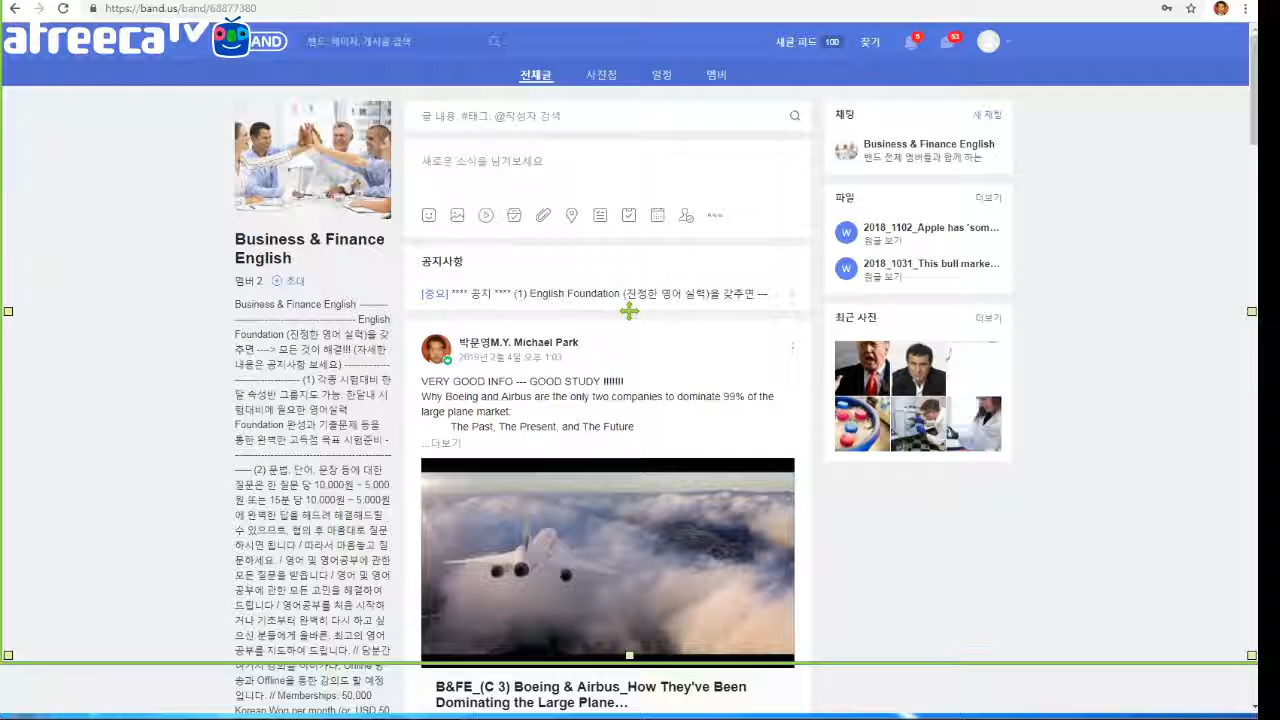 https://band.us/band/68877380
afreecaTV
BAND
밴드, 페이지, 게시글 검색
새글 피드 100
찾기
5
53
전체글
사진첩
일정
멤버
Business & Finance
English
멤버 2
초대
Business & Finance English ---------
---------------------------- English
Foundation (진정한 영어 실력)을 갖
추면 ----> 모든 것이 해결!!! (자세한
내용은 공지사항 보세요) -------------
----------------- (1) 각종 시험대비 한
달 속성반 그룹지도 가능. 한달내 시
험대비에 필요한 영어실력
Foundation 완성과 기출문제 등을
통한 완벽한 고득점 목표 시험준비 -
---- (2) 문법, 단어, 문장 등에 대한
질문은 한 질문 당 10,000원 ~ 5,000
원 또는 15분 당 10,000원 ~ 5,000원
에 완벽한 답을 해드려 해결해드릴
수 있으므로, 협의 후 마음대로 질문
하시면 됩니다 / 따라서 마음놓고 질
문하세요. / 영어 및 영어공부에 관한
모든 질문을 받읍니다 / 영어 및 영어
공부에 관한 모든 고민을 해결하여
드립니다 / 영어공부를 처음 시작하
거나 기초부터 완벽히 다시 하고 싶
으신 분들에게 올바른, 최고의 영어
공부를 지도하여 드립니다. // 당분간
송과 Offline을 통한 강의도 할 예정
입니다. // Memberships: 50,000
Korean Won per month (or, USD 50
글 내용, #태그, @작성자 검색
새로운 소식을 남겨보세요
공지사항
[중요] **** 공지 **** (1) English Foundation (진정한 영어 실력)을 갖추면 ---
박문영M.Y. Michael Park
2019년 2월 4일 오후 1:03
VERY GOOD INFO --- GOOD STUDY !!!!!!!
Why Boeing and Airbus are the only two companies to dominate 99% of the
large plane market:
The Past, The Present, and The Future
...더보기
B&FE_(C 3) Boeing & Airbus_How They've Been
Dominating the Large Plane…
채팅
새 채팅
Business & Finance English
밴드 전체 멤버들과 함께 하는
파일
더보기
W
2018_1102_Apple has 'som...
원글 보기
W
2018_1031_This bull marke...
원글 보기
최근 사진
더보기